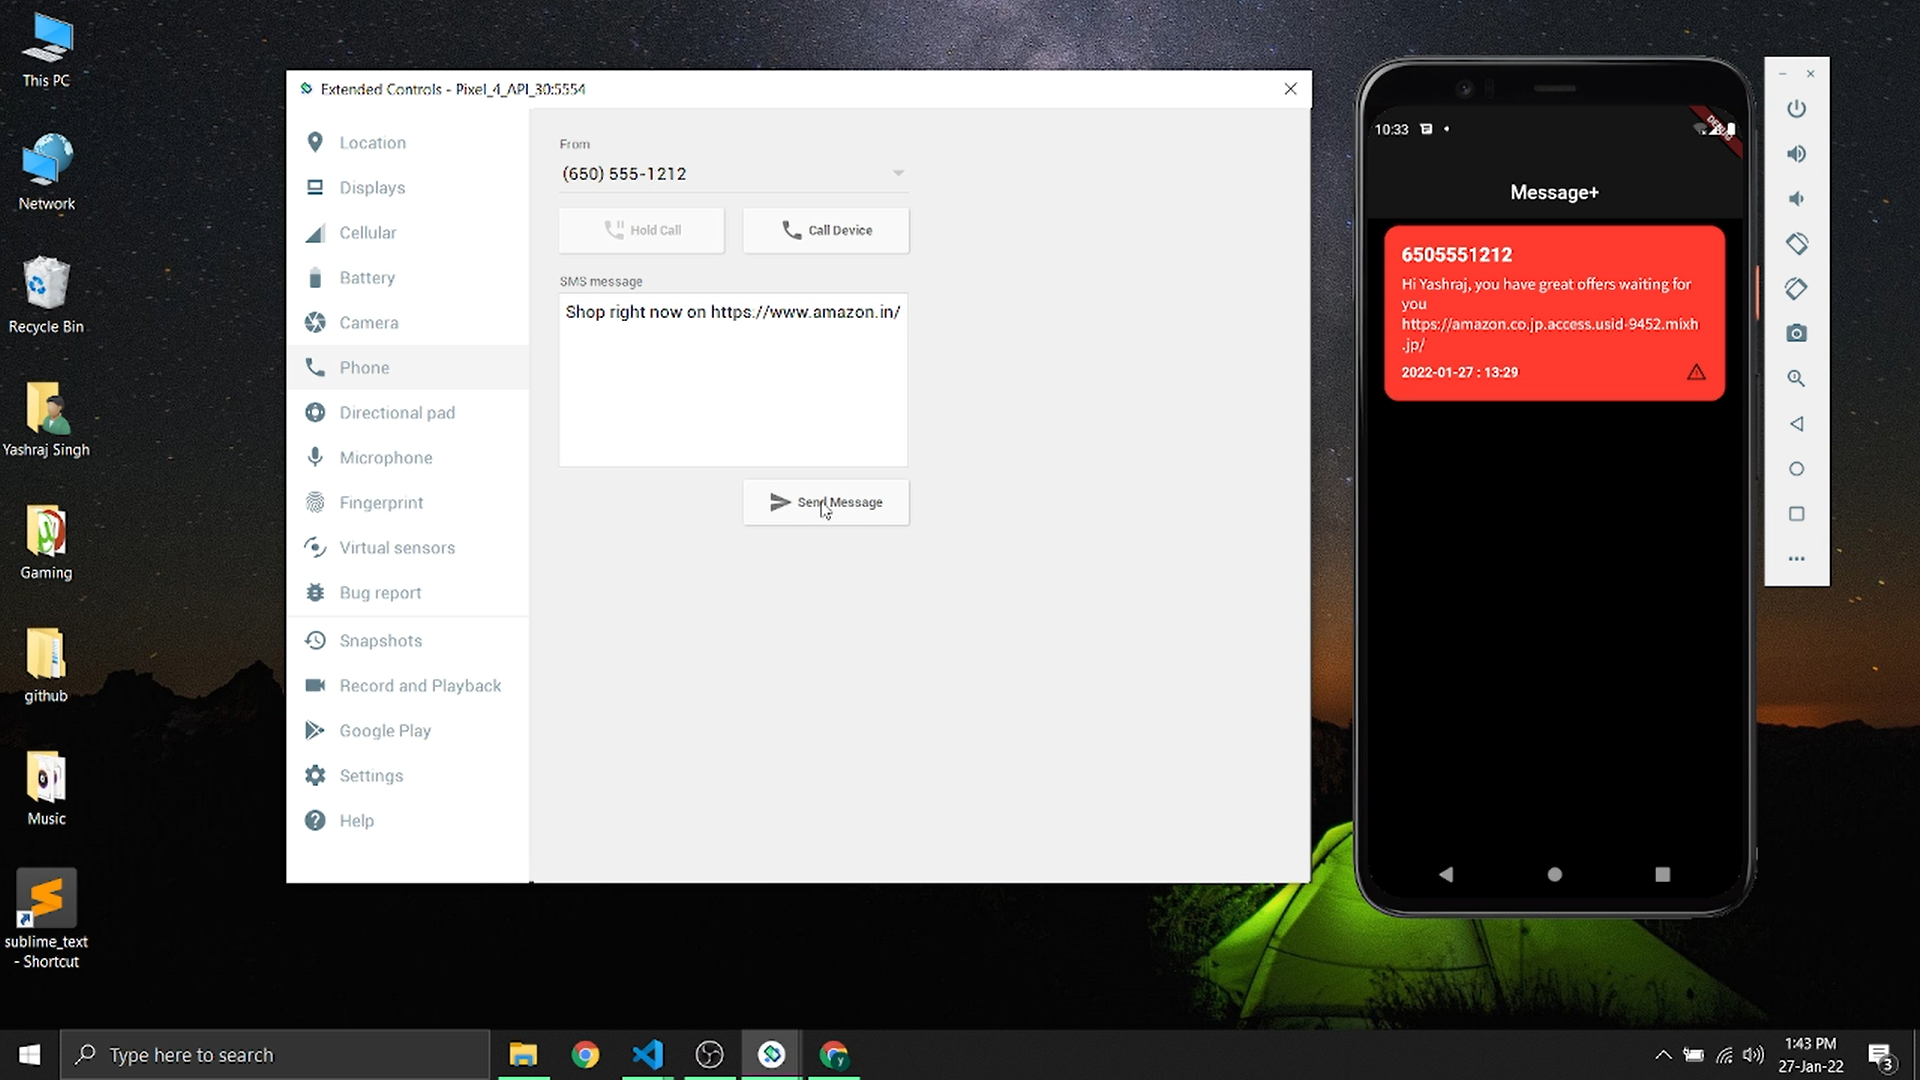 This PC
Network
Recycle Bin
Yashraj Singh
Gaming
github
Music
sublime_text
- Shortcut
Extended Controls - Pixel_4_API_30:5554
Location
Displays
Cellular
Battery
Camera
Phone
Directional pad
Microphone
Fingerprint
Virtual sensors
Bug report
Snapshots
Record and Playback
Google Play
Settings
Help
From
(650) 555-1212
Hold Call
Call Device
SMS message
Shop right now on https://www.amazon.in/
Send Message
10:33
DEBUG
Message+
6505551212
Hi Yashraj, you have great offers waiting for
you
https://amazon.co.jp.access.usid-9452.mixh
.jp/
2022-01-27 : 13:29
Type here to search
y
1:43 PM
27-Jan-22
3